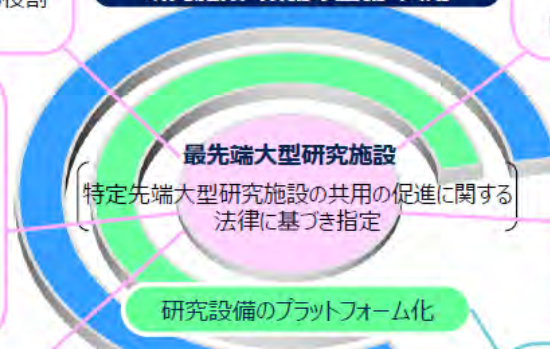 役割
最先端大型研究施設
特定先端大型研究施設の共用の促進に関する
法律に基づき指定
研究設備のプラットフォーム化